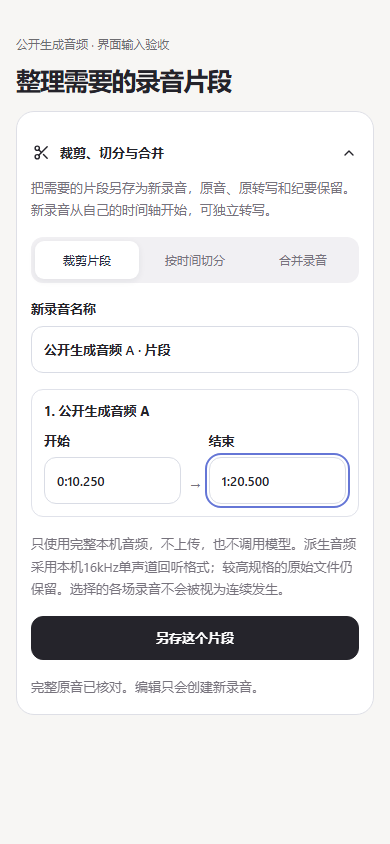 公开生成音频 · 界面输入验收
整理需要的录音片段
裁剪、切分与合并
把需要的片段另存为新录音，原音、原转写和纪要保留。
新录音从自己的时间轴开始，可独立转写。
裁剪片段 按时间切分 合并录音
新录音名称
公开生成音频 A · 片段
1. 公开生成音频 A
开始 结束
0:10.250 → 1:20.500
只使用完整本机音频，不上传，也不调用模型。派生音频
采用本机16kHz单声道回听格式；较高规格的原始文件仍
保留。选择的各场录音不会被视为连续发生。
另存这个片段
完整原音已核对。编辑只会创建新录音。